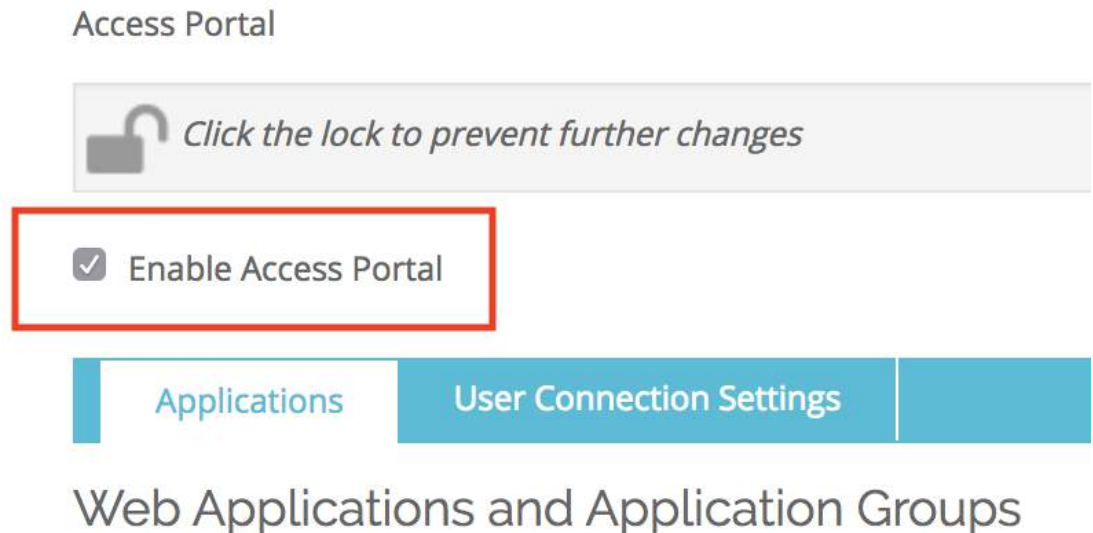 Access Portal
Click the lock to prevent further changes
Enable Access Portal
Applications
User Connection Settings
Web Applications and Application Groups